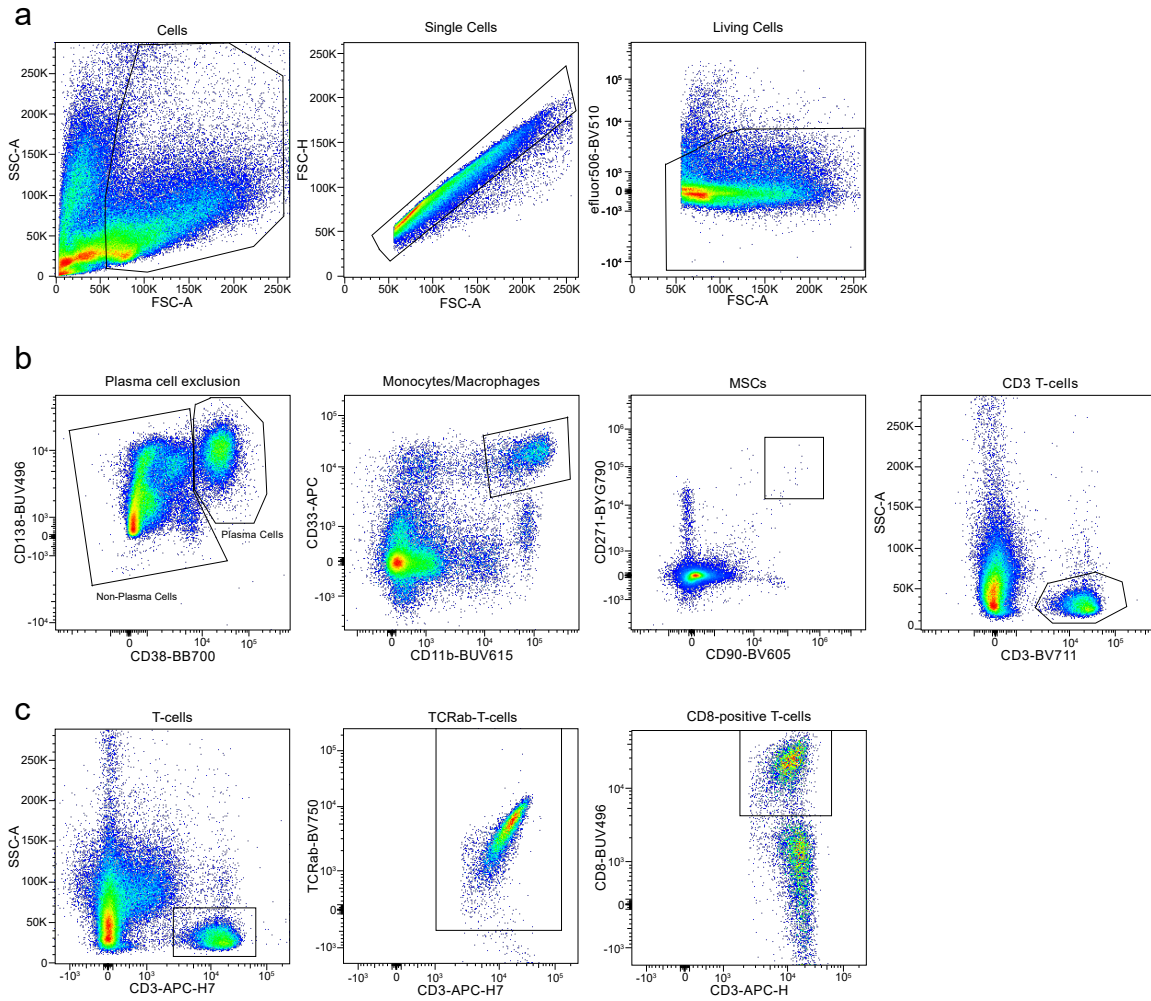 a
Cells
SSC-A
250K
200K
150K
100K
50K
0
0 50K 100K 150K 200K 250K
FSC-A
Single Cells
FSC-H
250K
200K
150K
100K
50K
0
0 50K 100K 150K 200K 250K
FSC-A
Living Cells
efluor506-BV510
10^5
10^4
10^3
0
-10^3
-10^4
0 50K 100K 150K 200K 250K
FSC-A
b
Plasma cell exclusion
CD138-BUV496
10^4
10^3
0
-10^3
-10^4
Plasma Cells
Non-Plasma Cells
0 10^4 10^5
CD38-BB700
Monocytes/Macrophages
CD33-APC
10^5
10^4
10^3
0
-10^3
0 10^3 10^4 10^5
CD11b-BUV615
MSCs
CD271-BYG790
10^6
10^5
10^4
10^3
0
-10^3
0 10^4 10^5 10^6
CD90-BV605
CD3 T-cells
SSC-A
250K
200K
150K
100K
50K
0
0 10^3 10^4 10^5
CD3-BV711
c
T-cells
SSC-A
250K
200K
150K
100K
50K
0
-10^3 0 10^3 10^4 10^5
CD3-APC-H7
TCRab-T-cells
TCRab-BV750
10^5
10^4
10^3
0
-10^3
-10^3 0 10^3 10^4 10^5
CD3-APC-H7
CD8-positive T-cells
CD8-BUV496
10^4
10^3
0
-10^3
-10^3 0 10^3 10^4 10^5
CD3-APC-H